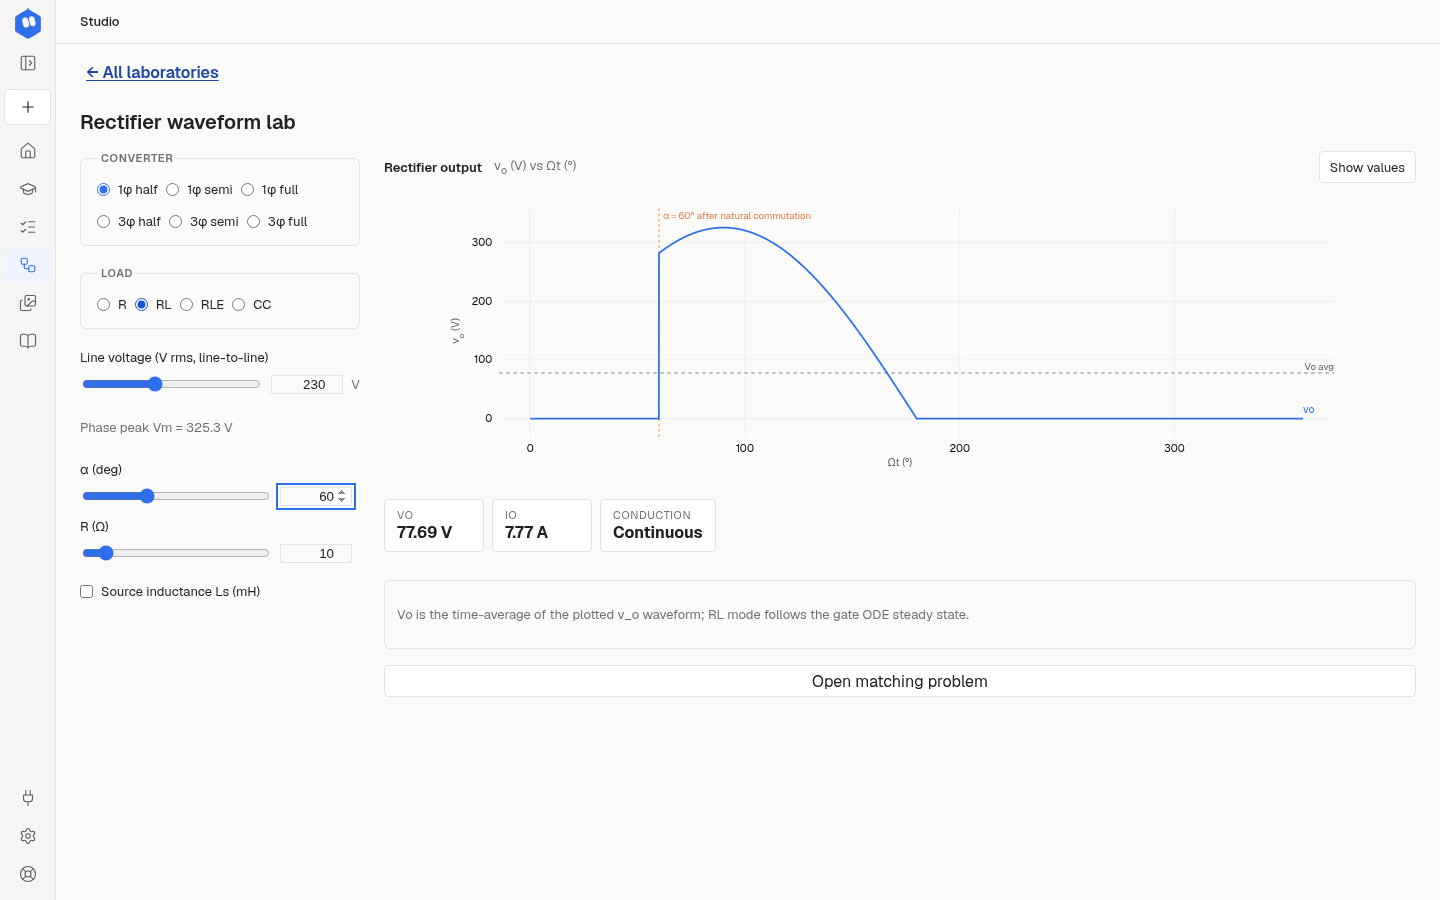 Studio
← All laboratories
Rectifier waveform lab
CONVERTER
1φ half 1φ semi 1φ full
3φ half 3φ semi 3φ full
LOAD
R RL RLE CC
Line voltage (V rms, line-to-line)
230 V
Phase peak Vm = 325.3 V
α (deg)
60
R (Ω)
10
Source inductance Ls (mH)
Rectifier output vo (V) vs Ωt (°)
Show values
α = 60° after natural commutation
300
200
100
0
vo (V)
Vo avg
vo
0 100 200 300
Ωt (°)
VO
77.69 V
IO
7.77 A
CONDUCTION
Continuous
Vo is the time-average of the plotted v_o waveform; RL mode follows the gate ODE steady state.
Open matching problem